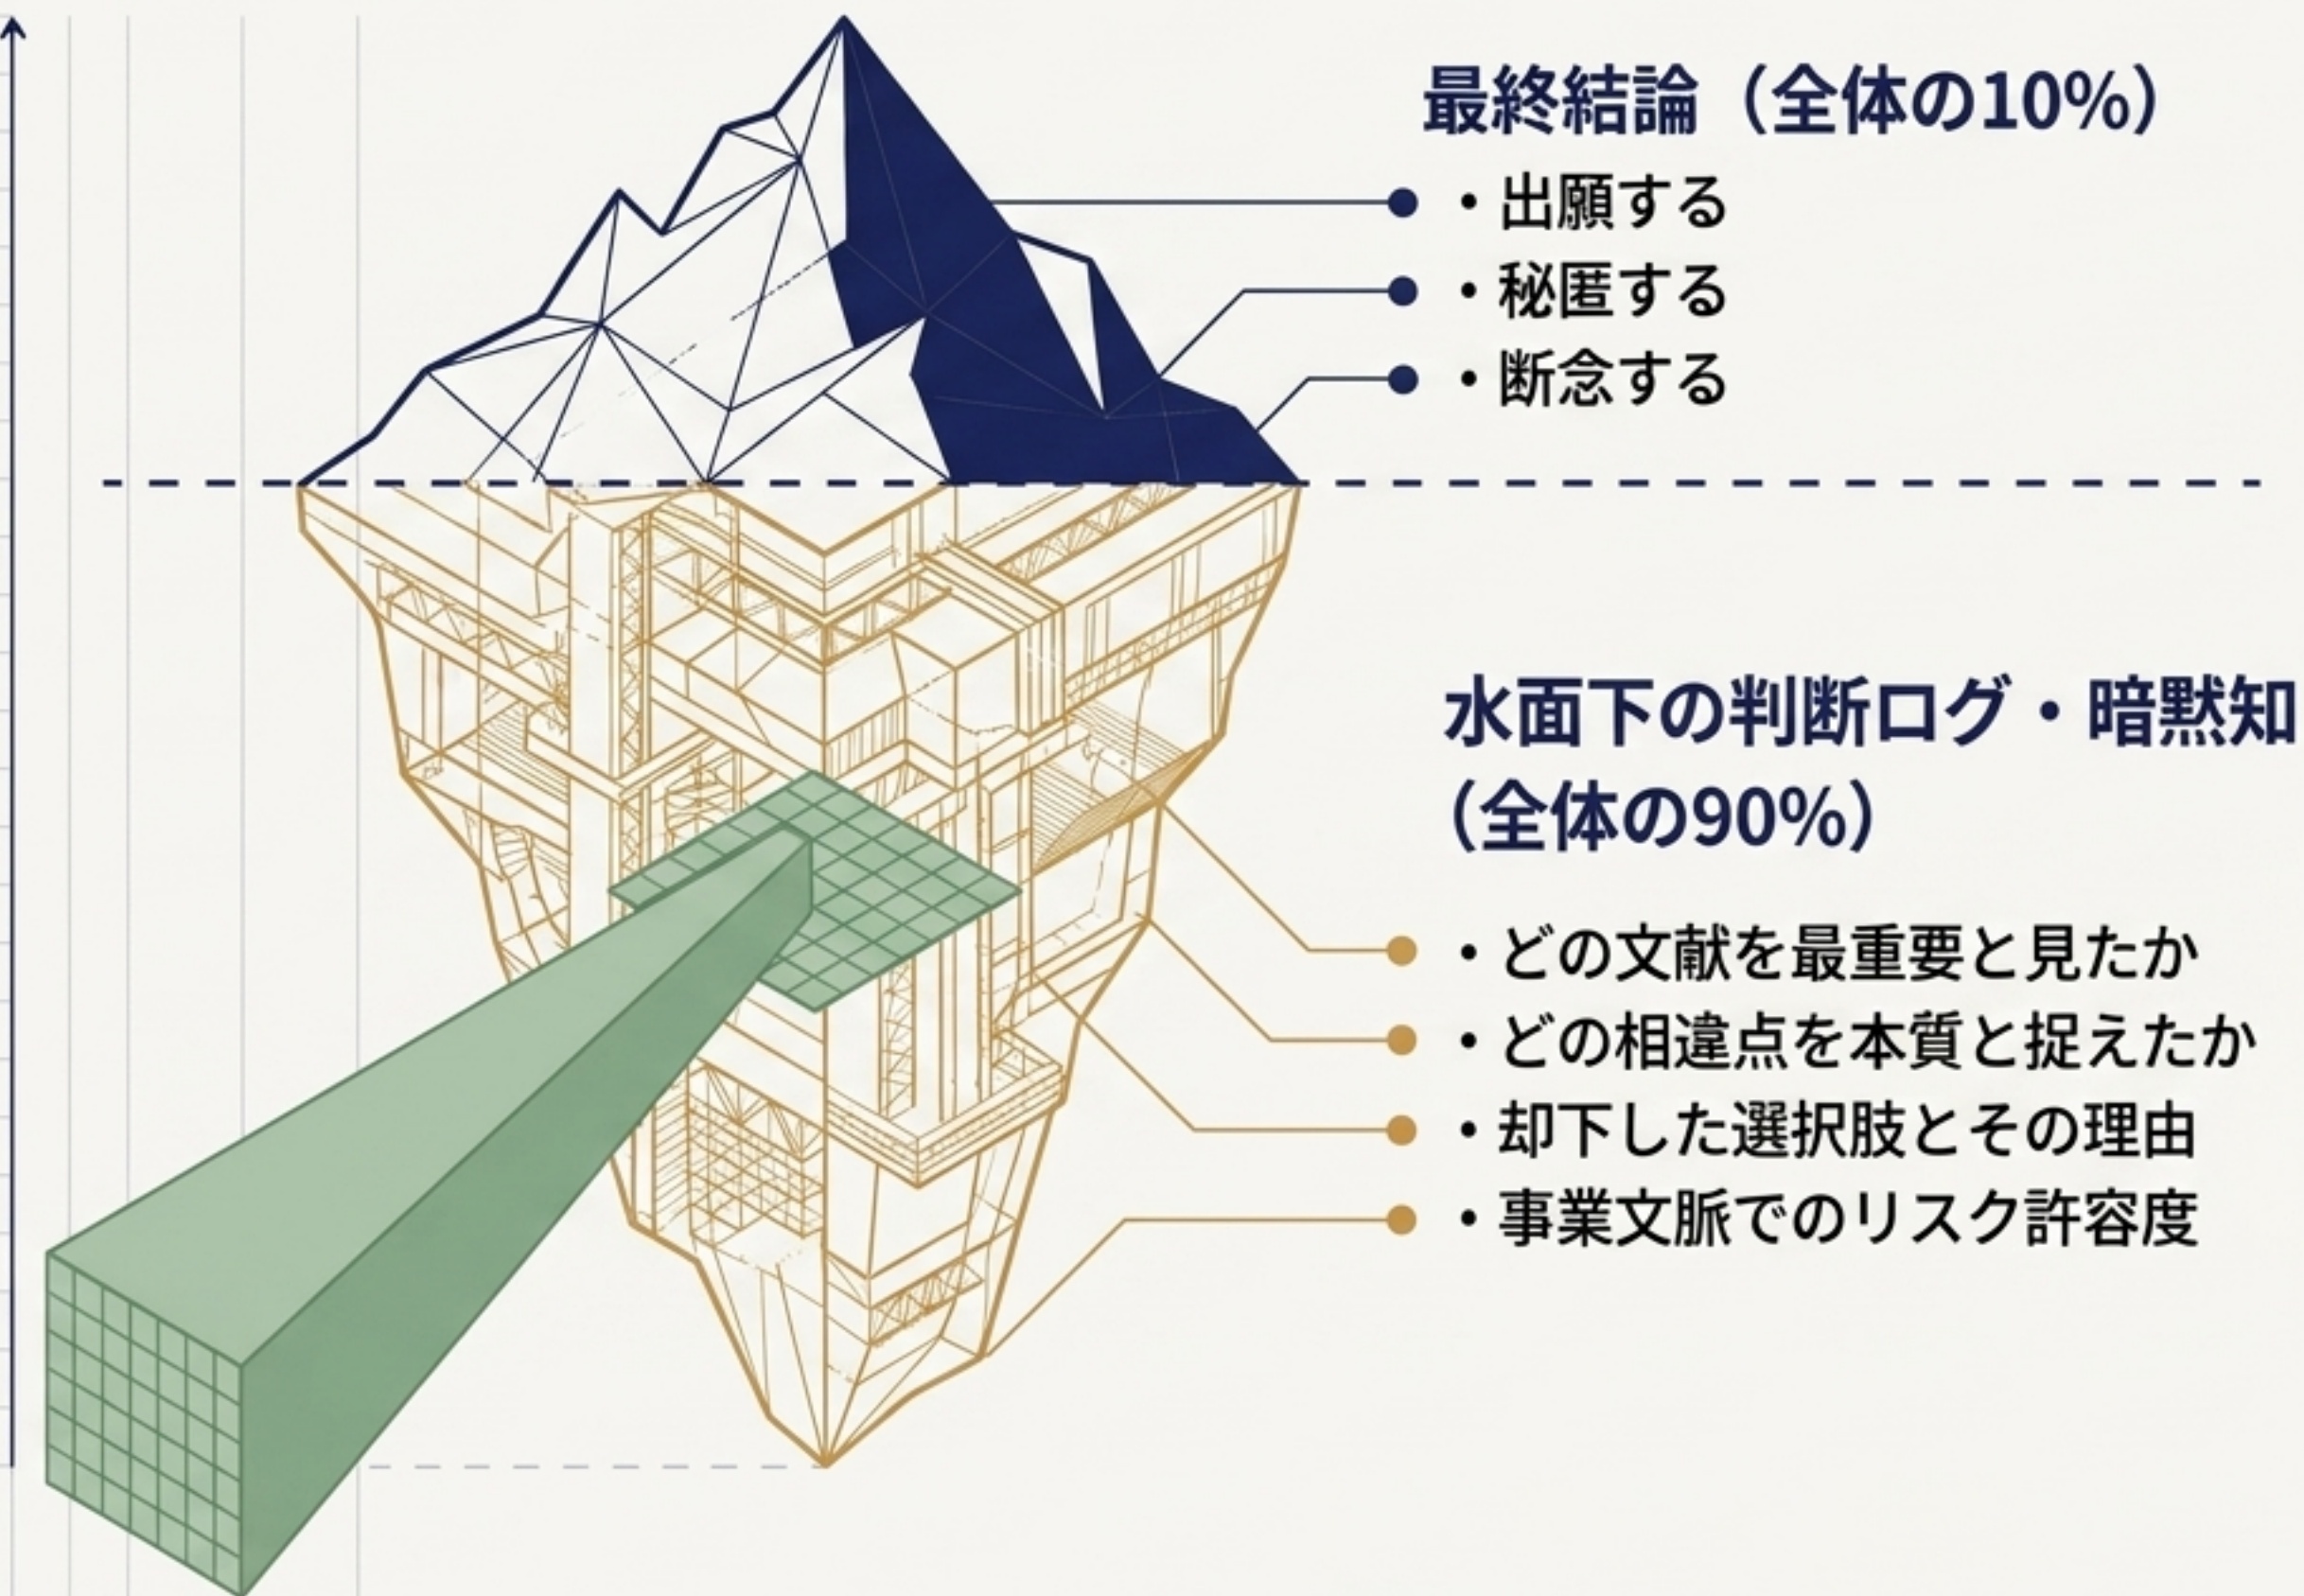 最終結論（全体の10%）
・出願する
・秘匿する
・断念する
水面下の判断ログ・暗黙知
（全体の90%）
・どの文献を最重要と見たか
・どの相違点を本質と捉えたか
・却下した選択肢とその理由
・事業文脈でのリスク許容度